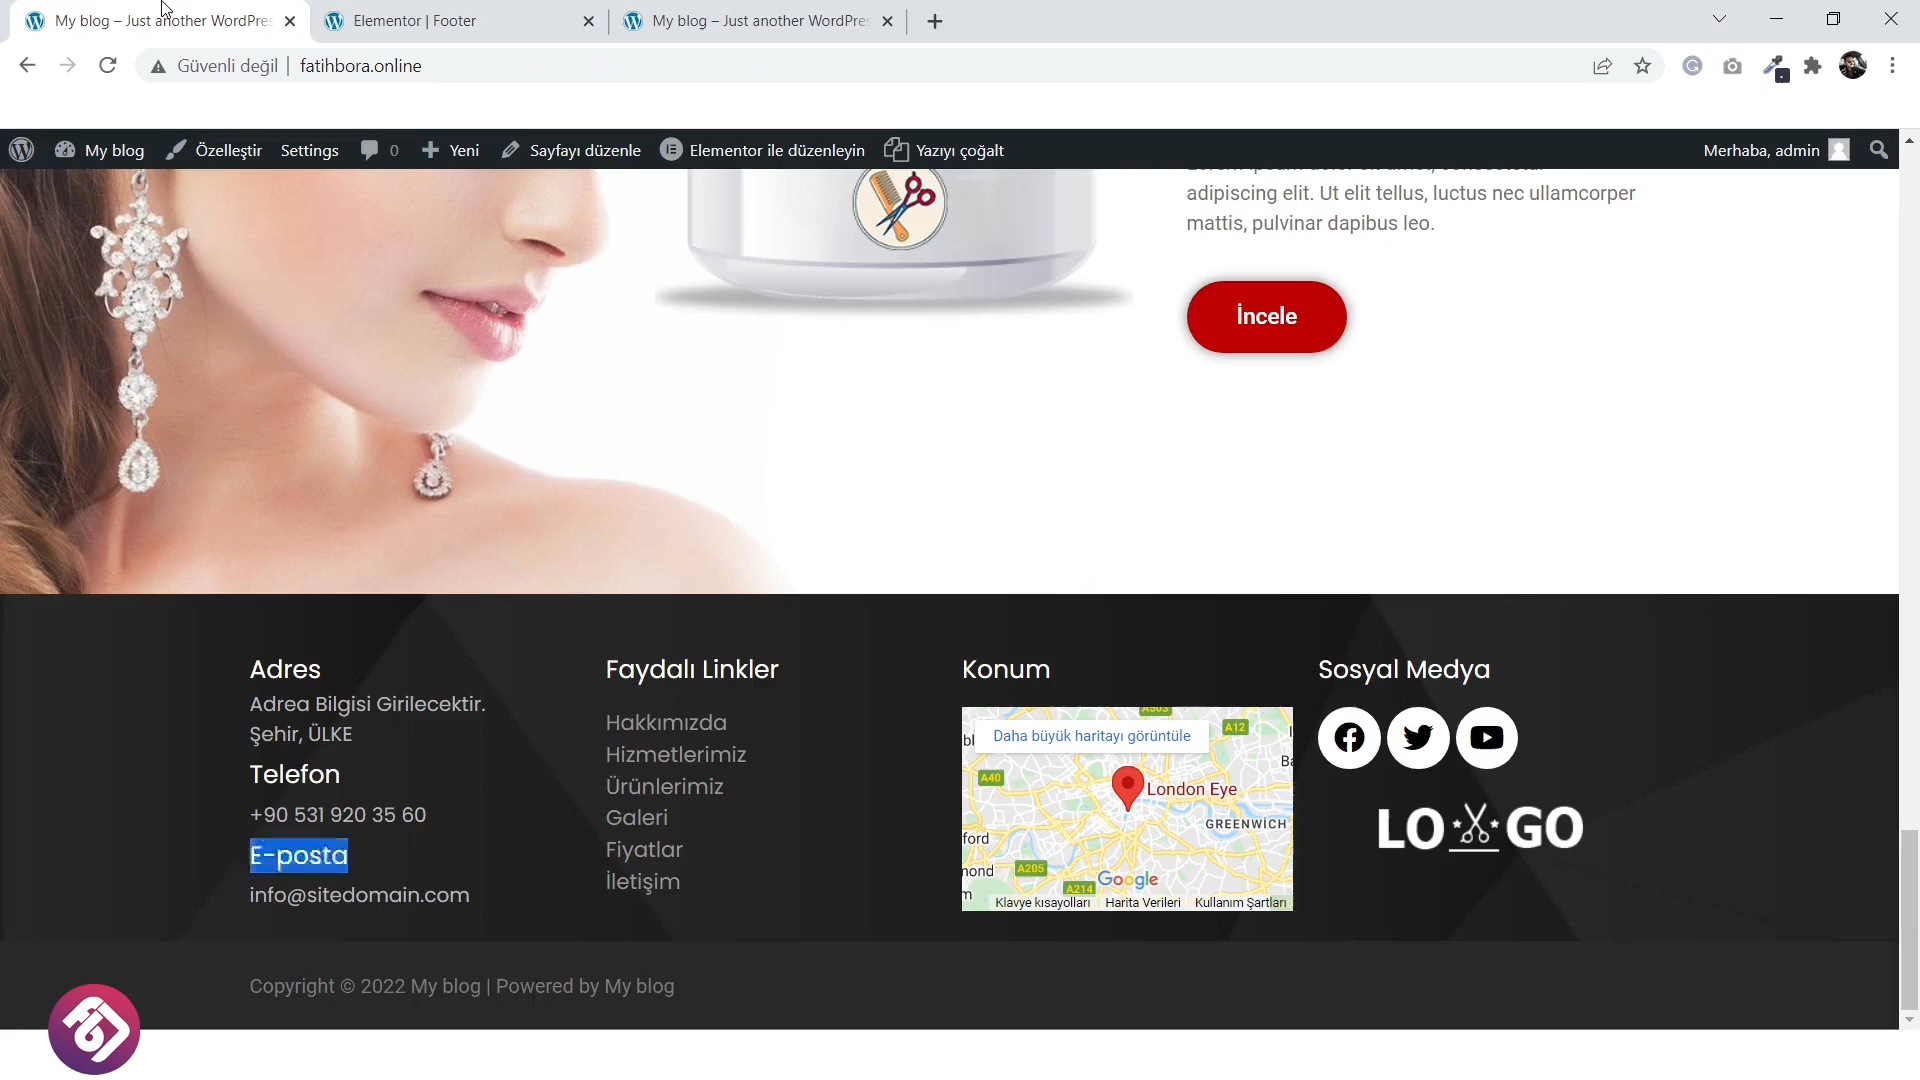 My blog – Just another WordPres
Elementor | Footer
My blog – Just another WordPres
Güvenli değil | fatihbora.online
My blog
Özelleştir
Settings
0
Yeni
Sayfayı düzenle
Elementor ile düzenleyin
Yazıyı çoğalt
Merhaba, admin
adipiscing elit. Ut elit tellus, luctus nec ullamcorper
mattis, pulvinar dapibus leo.
İncele
Adres
Adrea Bilgisi Girilecektir.
Şehir, ÜLKE
Telefon
+90 531 920 35 60
E-posta
info@sitedomain.com
Faydalı Linkler
Hakkımızda
Hizmetlerimiz
Ürünlerimiz
Galeri
Fiyatlar
İletişim
Konum
Daha büyük haritayı görüntüle
A503
A12
A40
London Eye
GREENWICH
ford
A205
mond
A214
Google
Klavye kısayolları
Harita Verileri
Kullanım Şartları
Sosyal Medya
LOGO
Copyright © 2022 My blog | Powered by My blog